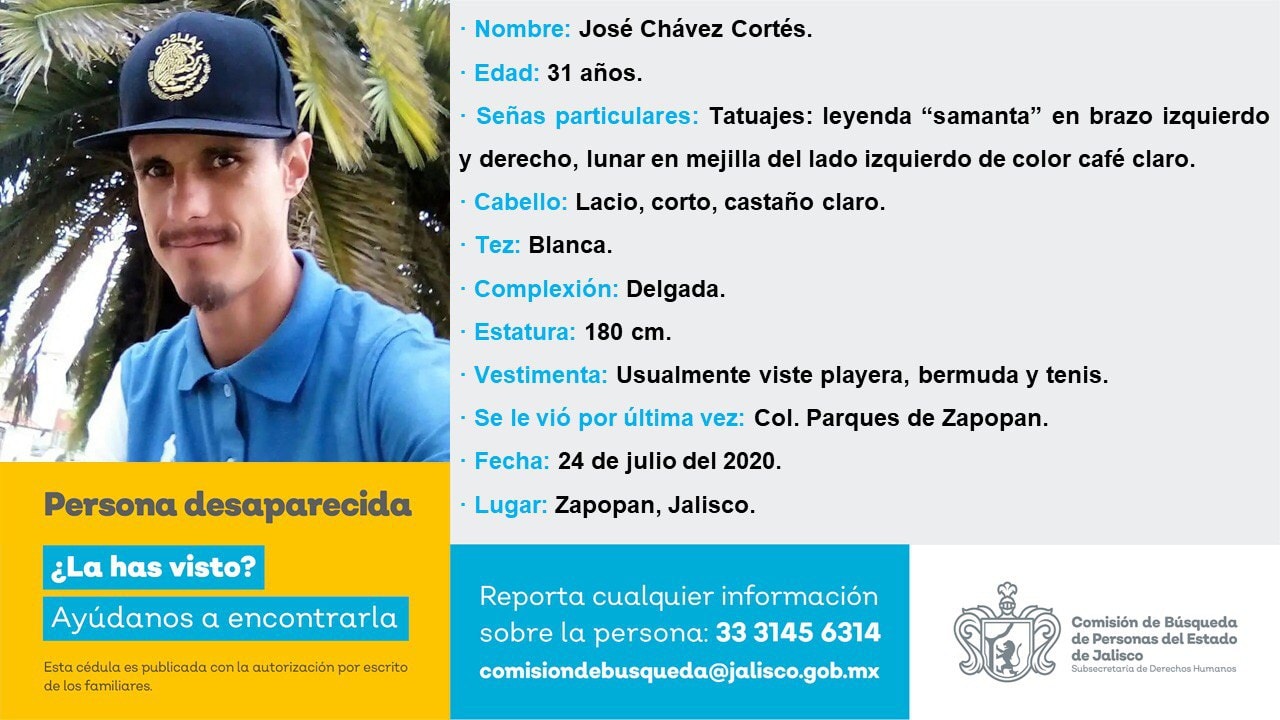 JALISCO
· Nombre: José Chávez Cortés.
· Edad: 31 años.
· Señas particulares: Tatuajes: leyenda “samanta” en brazo izquierdo
y derecho, lunar en mejilla del lado izquierdo de color café claro.
· Cabello: Lacio, corto, castaño claro.
· Tez: Blanca.
· Complexión: Delgada.
· Estatura: 180 cm.
· Vestimenta: Usualmente viste playera, bermuda y tenis.
· Se le vió por última vez: Col. Parques de Zapopan.
· Fecha: 24 de julio del 2020.
· Lugar: Zapopan, Jalisco.
Persona desaparecida
¿La has visto?
Ayúdanos a encontrarla
Esta cédula es publicada con la autorización por escrito
de los familiares.
Reporta cualquier información
sobre la persona: 33 3145 6314
comisiondebusqueda@jalisco.gob.mx
Comisión de Búsqueda
de Personas del Estado
de Jalisco
Subsecretaría de Derechos Humanos